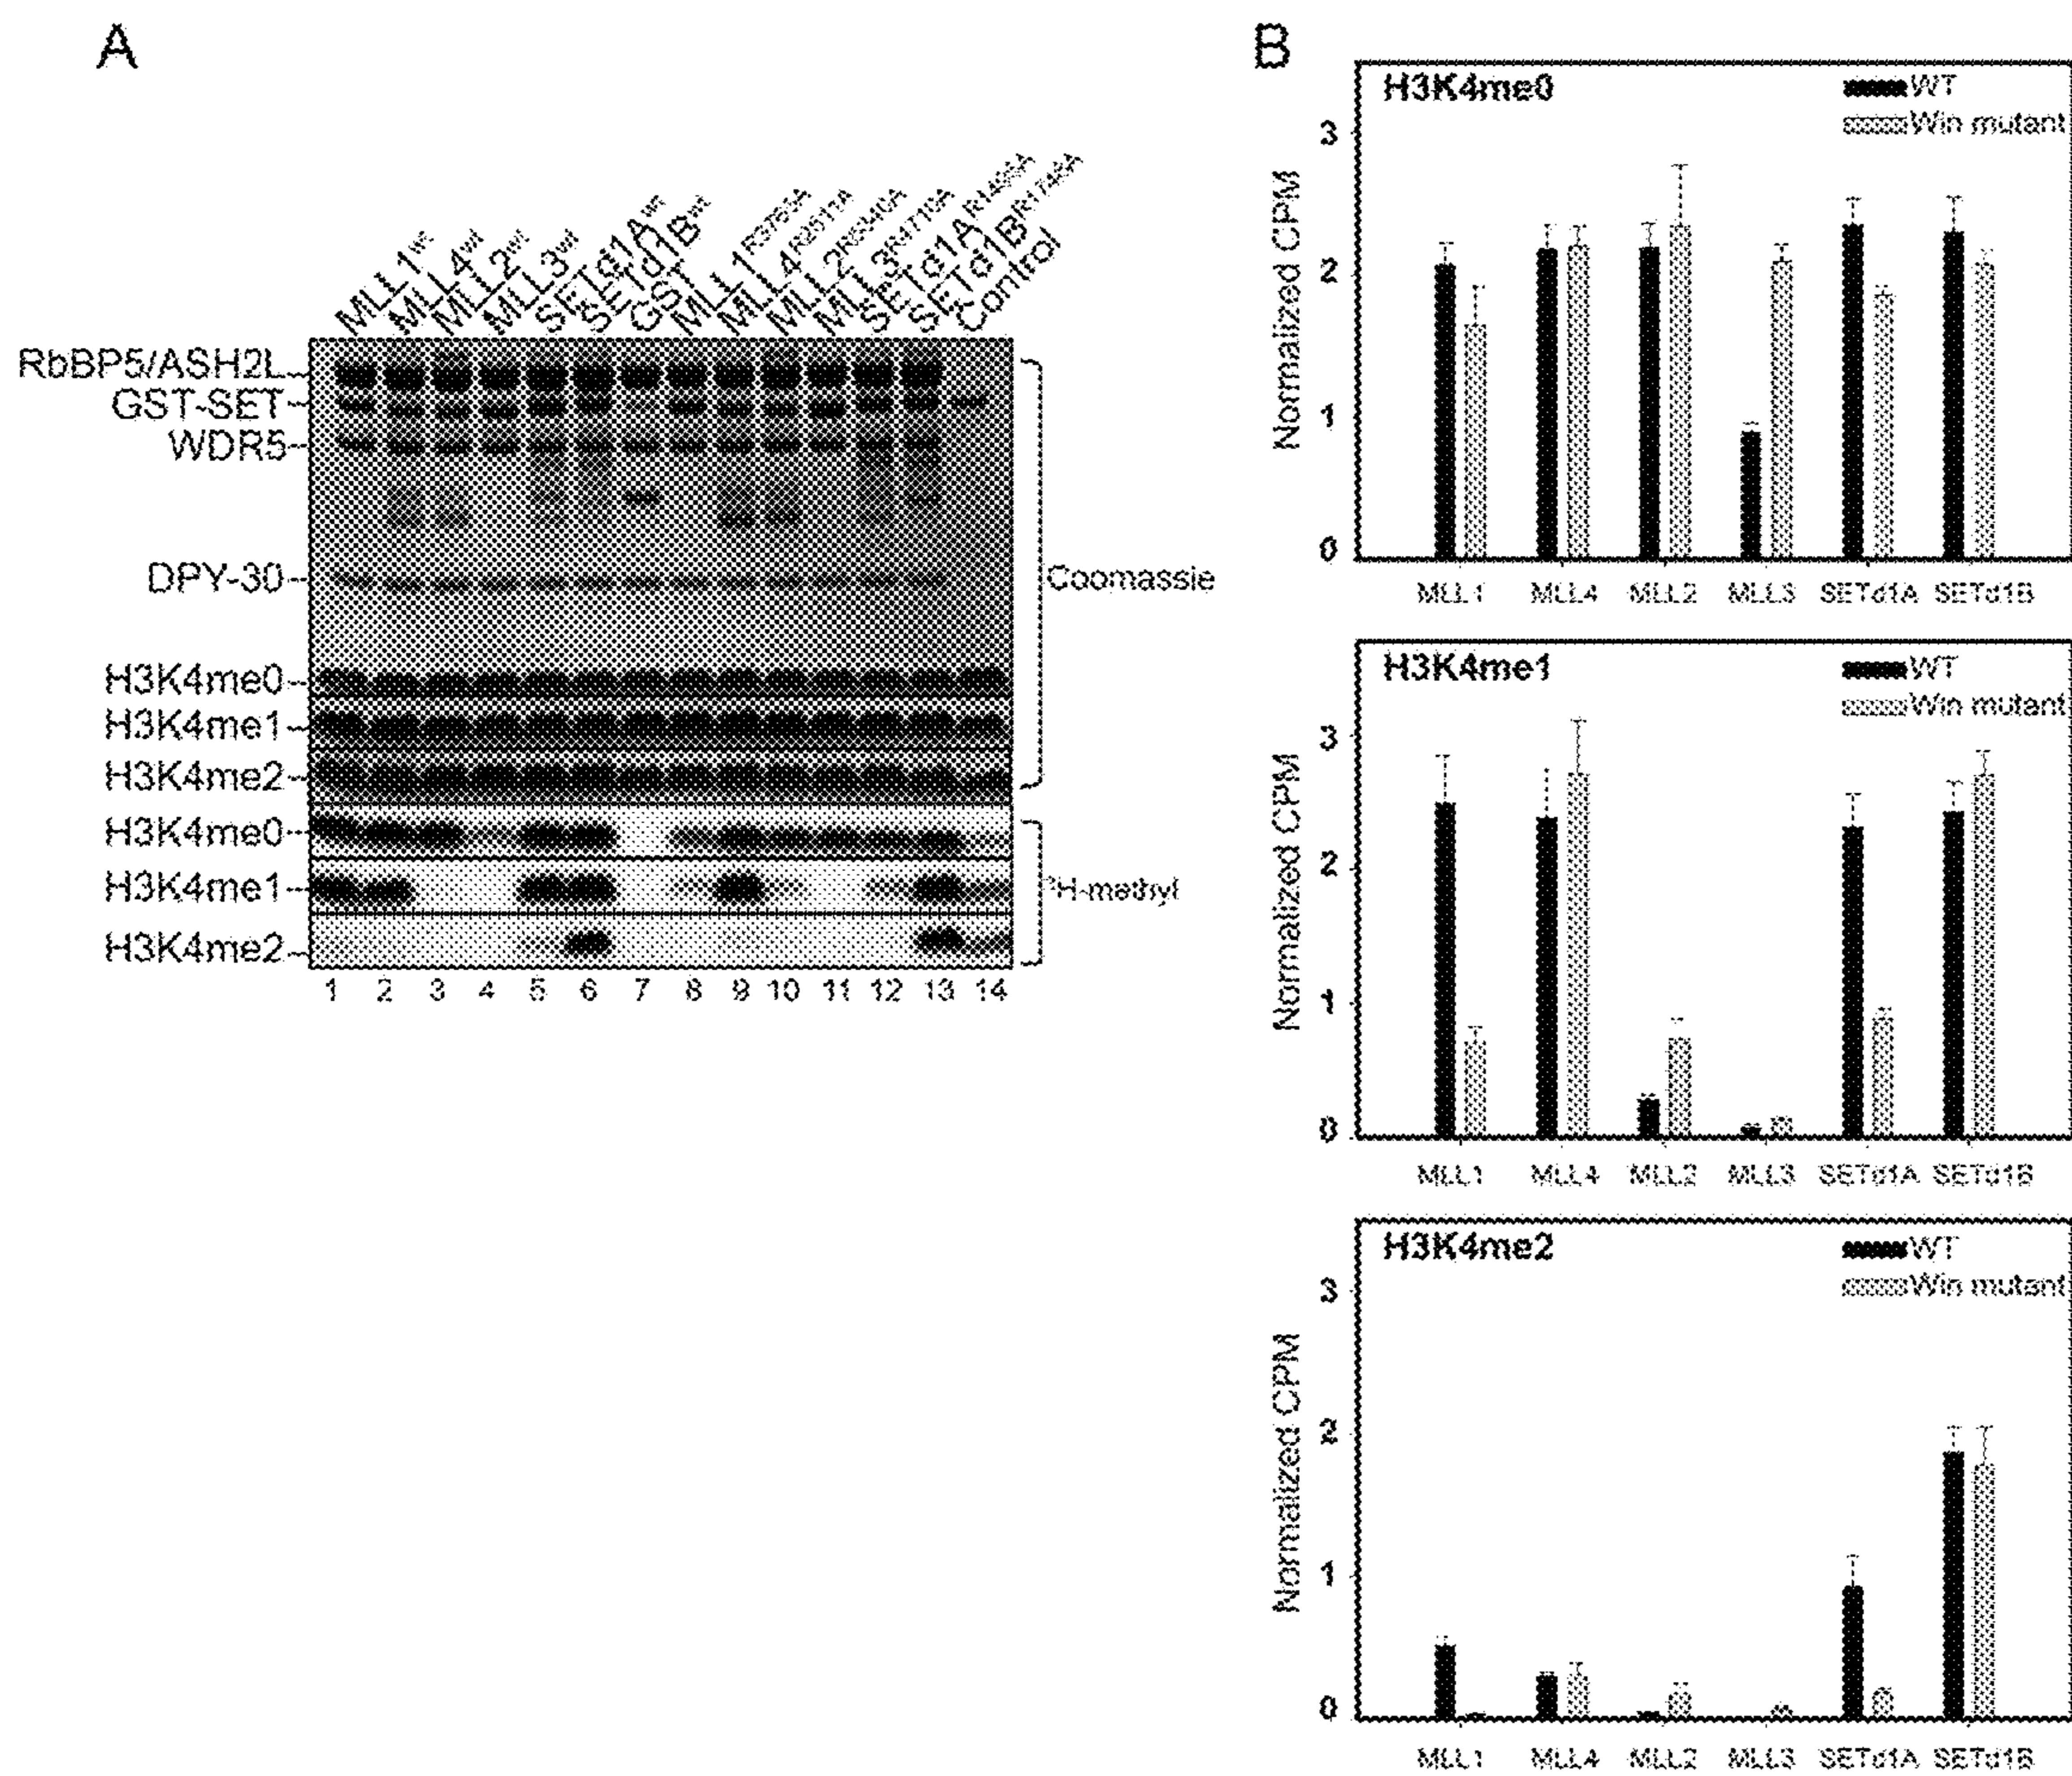 A
MLL1wt
MLL4wt
MLL2wt
MLL3wt
SETd1Awt
SETd1Bwt
GST
MLL1R3765A
MLL4R2511A
MLL2R5340A
MLL3R4710A
SETd1AR1495A
SETd1BR1748A
Control
RbBP5/ASH2L
GST-SET
WDR5
DPY-30
H3K4me0
H3K4me1
H3K4me2
Coomassie
H3K4me0
H3K4me1
H3K4me2
3H-methyl
1 2 3 4 5 6 7 8 9 10 11 12 13 14
B
H3K4me0
WT
Win mutant
Normalized CPM
3
2
1
0
MLL1 MLL4 MLL2 MLL3 SETd1A SETd1B
H3K4me1
WT
Win mutant
Normalized CPM
3
2
1
0
MLL1 MLL4 MLL2 MLL3 SETd1A SETd1B
H3K4me2
WT
Win mutant
Normalized CPM
3
2
1
0
MLL1 MLL4 MLL2 MLL3 SETd1A SETd1B